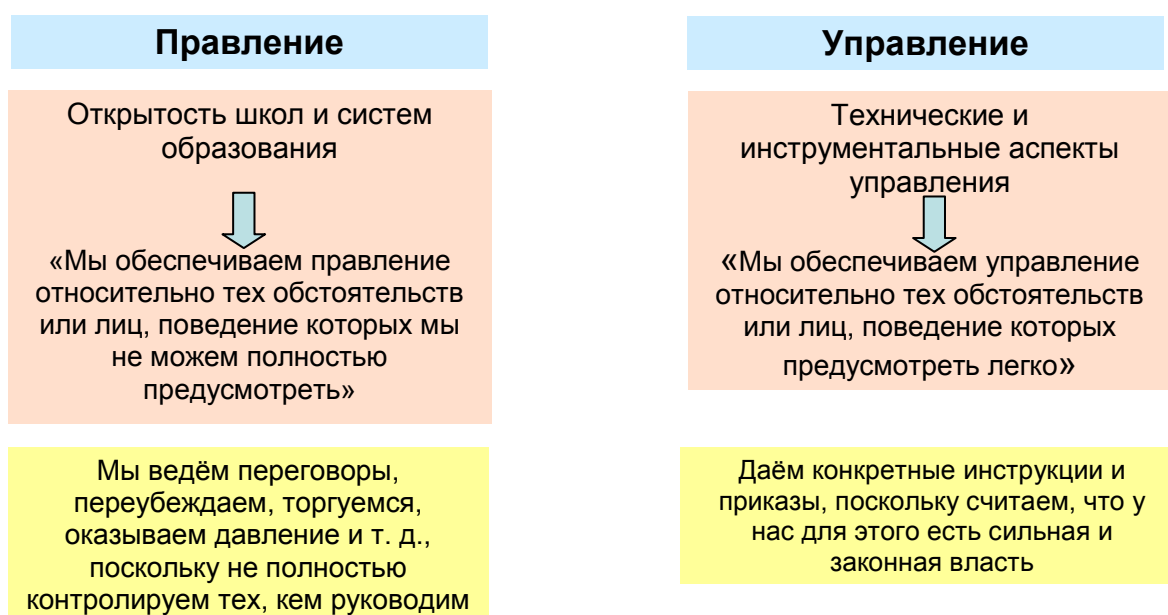 Правление
Открытость школ и систем
образования
«Мы обеспечиваем правление
относительно тех обстоятельств
или лиц, поведение которых мы
не можем полностью
предусмотреть»
Мы ведём переговоры,
переубеждаем, торгуемся,
оказываем давление и т. д.,
поскольку не полностью
контролируем тех, кем руководим
Управление
Технические и
инструментальные аспекты
управления
«Мы обеспечиваем управление
относительно тех обстоятельств
или лиц, поведение которых
предусмотреть легко»
Даём конкретные инструкции и
приказы, поскольку считаем, что у
нас для этого есть сильная и
законная власть